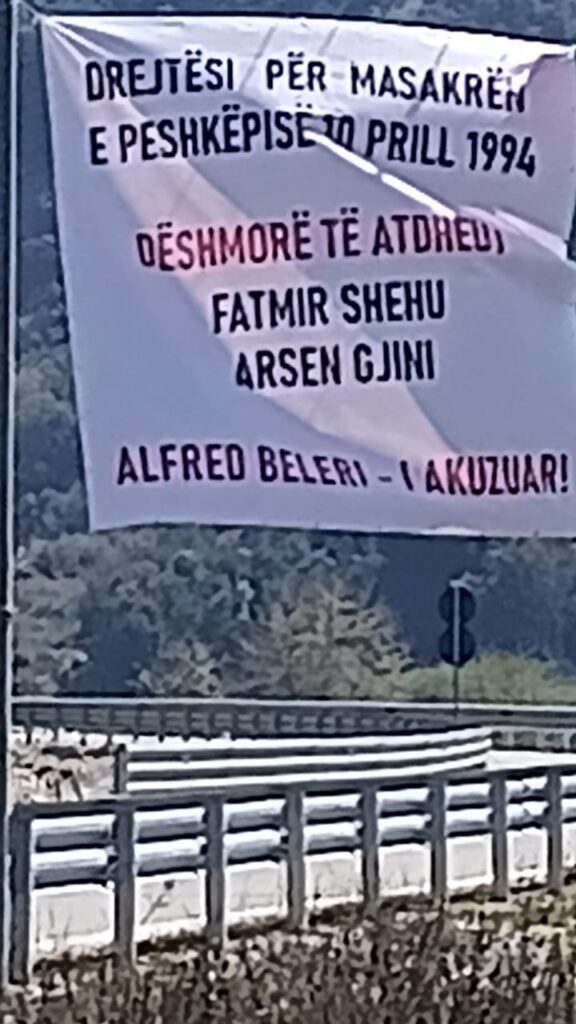 DREJTËSI PËR MASAKRËN
E PESHKËPISË 10 PRILL 1994
DËSHMORË TË ATDHEUT
FATMIR SHEHU
ARSEN GJINI
ALFRED BELERI - I AKUZUAR!